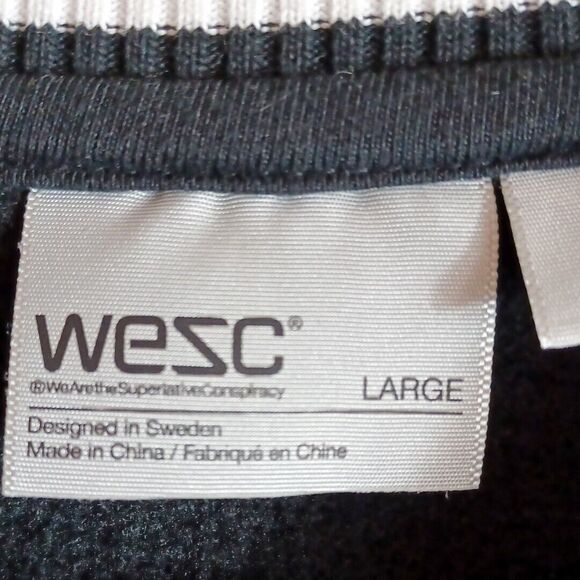 wesc®
®WeAretheSuperlativeConspiracy
LARGE
Designed in Sweden
Made in China / Fabriqué en Chine